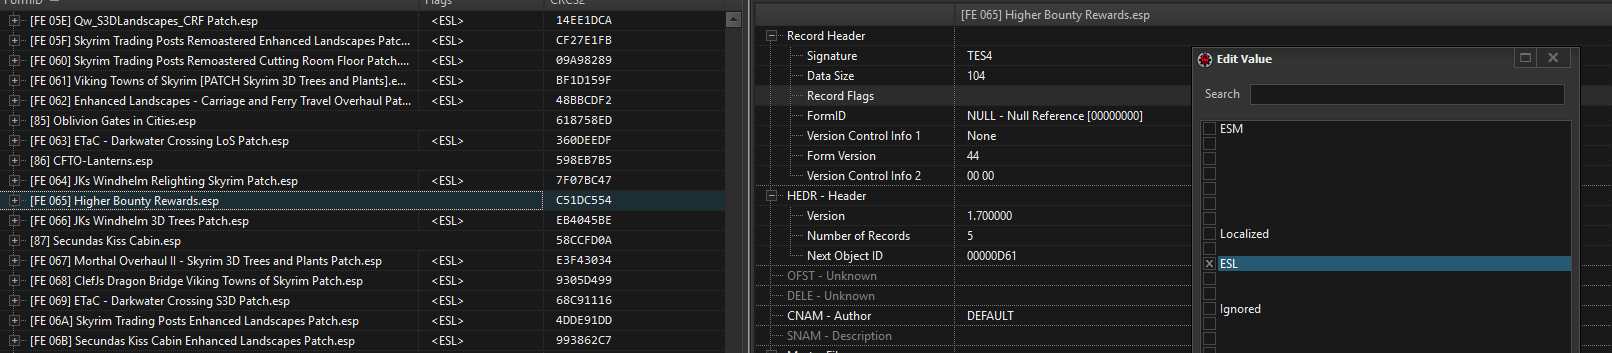 FormID Flags CRC32
[FE 05E] Qw_S3DLandscapes_CRF Patch.esp <ESL> 14EE1DCA
[FE 05F] Skyrim Trading Posts Remoastered Enhanced Landscapes Patc... <ESL> CF27E1FB
[FE 060] Skyrim Trading Posts Remoastered Cutting Room Floor Patch.... <ESL> 09A98289
[FE 061] Viking Towns of Skyrim [PATCH Skyrim 3D Trees and Plants].e... <ESL> BF1D159F
[FE 062] Enhanced Landscapes - Carriage and Ferry Travel Overhaul Pat... <ESL> 48BBCDF2
[85] Oblivion Gates in Cities.esp 618758ED
[FE 063] ETaC - Darkwater Crossing LoS Patch.esp <ESL> 360DEEDF
[86] CFTO-Lanterns.esp 598EB7B5
[FE 064] JKs Windhelm Relighting Skyrim Patch.esp <ESL> 7F07BC47
[FE 065] Higher Bounty Rewards.esp C51DC554
[FE 066] JKs Windhelm 3D Trees Patch.esp <ESL> EB4045BE
[87] Secundas Kiss Cabin.esp 58CCFD0A
[FE 067] Morthal Overhaul II - Skyrim 3D Trees and Plants Patch.esp <ESL> E3F43034
[FE 068] ClefJs Dragon Bridge Viking Towns of Skyrim Patch.esp <ESL> 9305D499
[FE 069] ETaC - Darkwater Crossing S3D Patch.esp <ESL> 68C91116
[FE 06A] Skyrim Trading Posts Enhanced Landscapes Patch.esp <ESL> 4DDE91DD
[FE 06B] Secundas Kiss Cabin Enhanced Landscapes Patch.esp <ESL> 993862C7
[FE 065] Higher Bounty Rewards.esp
Record Header
Signature TES4
Data Size 104
Record Flags
FormID NULL - Null Reference [00000000]
Version Control Info 1 None
Form Version 44
Version Control Info 2 00 00
HEDR - Header
Version 1.700000
Number of Records 5
Next Object ID 00000D61
OFST - Unknown
DELE - Unknown
CNAM - Author DEFAULT
SNAM - Description
Edit Value
Search
ESM
Localized
ESL
Ignored